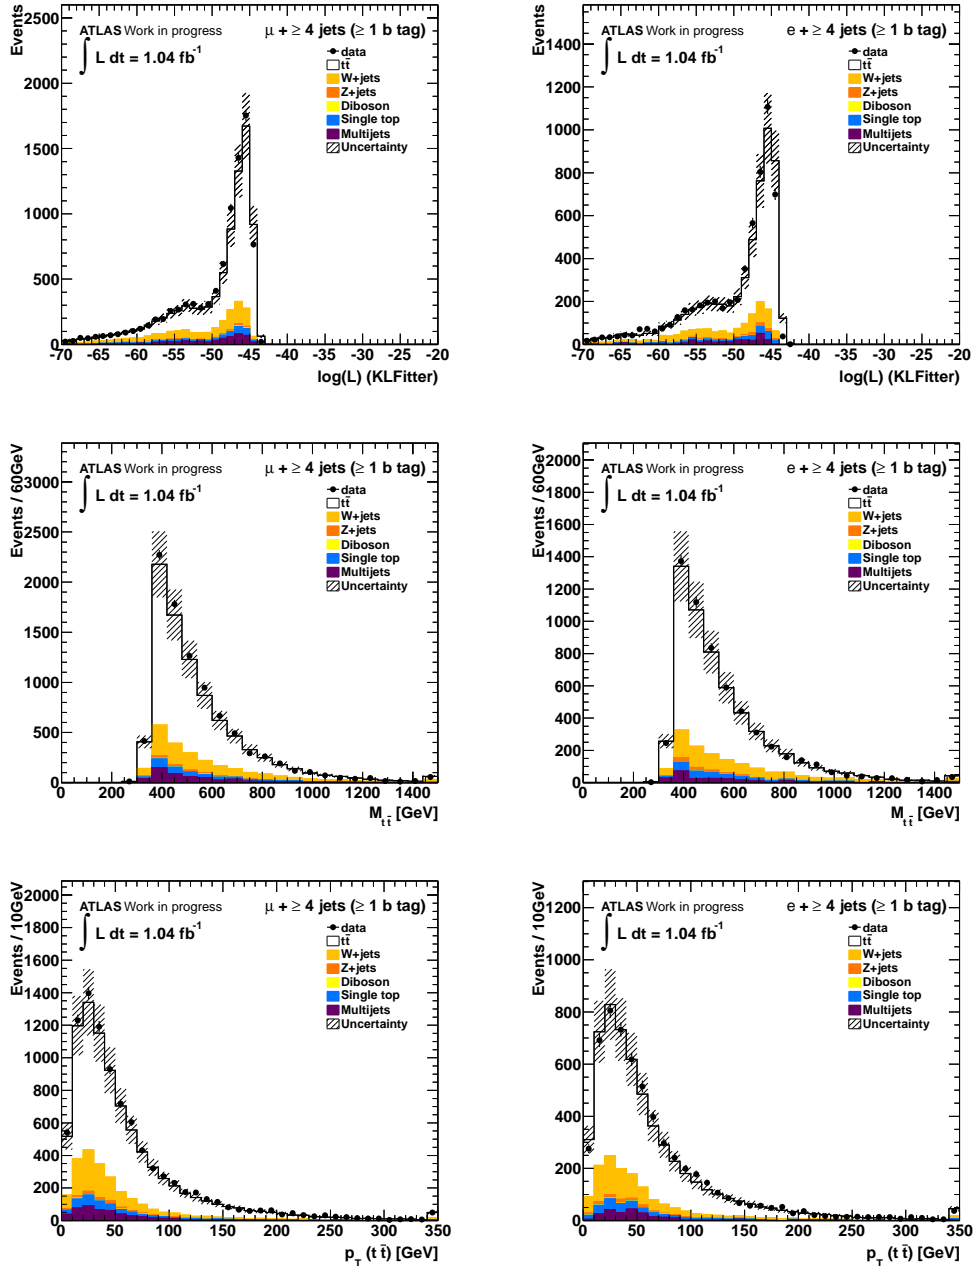 Events
ATLAS Work in progress
μ + ≥ 4 jets (≥ 1 b tag)
∫ L dt = 1.04 fb⁻¹
data
tt̄
W+jets
Z+jets
Diboson
Single top
Multijets
Uncertainty
2500
2000
1500
1000
500
0
-70 -65 -60 -55 -50 -45 -40 -35 -30 -25 -20
log(L) (KLFitter)
Events
ATLAS Work in progress
e + ≥ 4 jets (≥ 1 b tag)
∫ L dt = 1.04 fb⁻¹
data
tt̄
W+jets
Z+jets
Diboson
Single top
Multijets
Uncertainty
1400
1200
1000
800
600
400
200
0
-70 -65 -60 -55 -50 -45 -40 -35 -30 -25 -20
log(L) (KLFitter)
Events / 60GeV
ATLAS Work in progress
μ + ≥ 4 jets (≥ 1 b tag)
∫ L dt = 1.04 fb⁻¹
data
tt̄
W+jets
Z+jets
Diboson
Single top
Multijets
Uncertainty
3000
2500
2000
1500
1000
500
0
0 200 400 600 800 1000 1200 1400
M tt̄ [GeV]
Events / 60GeV
ATLAS Work in progress
e + ≥ 4 jets (≥ 1 b tag)
∫ L dt = 1.04 fb⁻¹
data
tt̄
W+jets
Z+jets
Diboson
Single top
Multijets
Uncertainty
2000
1800
1600
1400
1200
1000
800
600
400
200
0
0 200 400 600 800 1000 1200 1400
M tt̄ [GeV]
Events / 10GeV
ATLAS Work in progress
μ + ≥ 4 jets (≥ 1 b tag)
∫ L dt = 1.04 fb⁻¹
data
tt̄
W+jets
Z+jets
Diboson
Single top
Multijets
Uncertainty
2000
1800
1600
1400
1200
1000
800
600
400
200
0
0 50 100 150 200 250 300 350
p_T (t t̄) [GeV]
Events / 10GeV
ATLAS Work in progress
e + ≥ 4 jets (≥ 1 b tag)
∫ L dt = 1.04 fb⁻¹
data
tt̄
W+jets
Z+jets
Diboson
Single top
Multijets
Uncertainty
1200
1000
800
600
400
200
0
0 50 100 150 200 250 300 350
p_T (t t̄) [GeV]